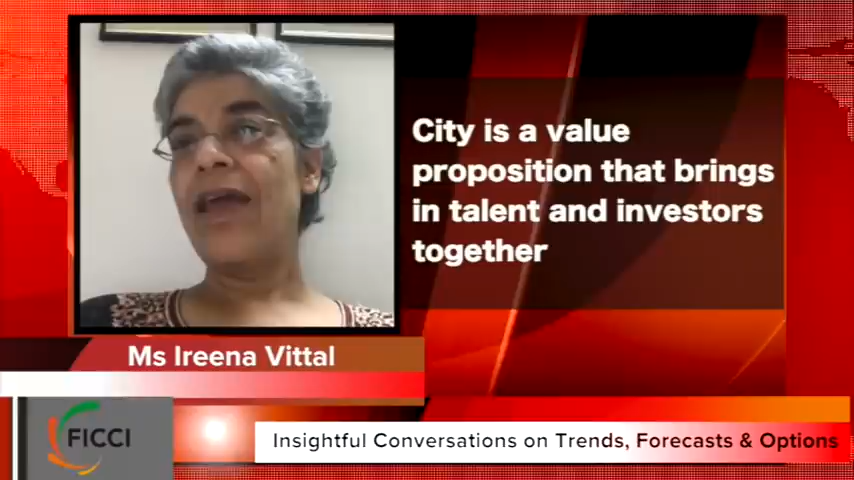 City is a value
proposition that brings
in talent and investors
together
Ms Ireena Vittal
FICCI
Insightful Conversations on Trends, Forecasts & Options